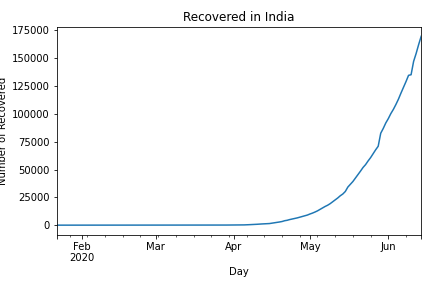 Recovered in India
175000
150000
125000
100000
75000
50000
25000
0
Number of Recovered
Feb Mar Apr May Jun
2020
Day